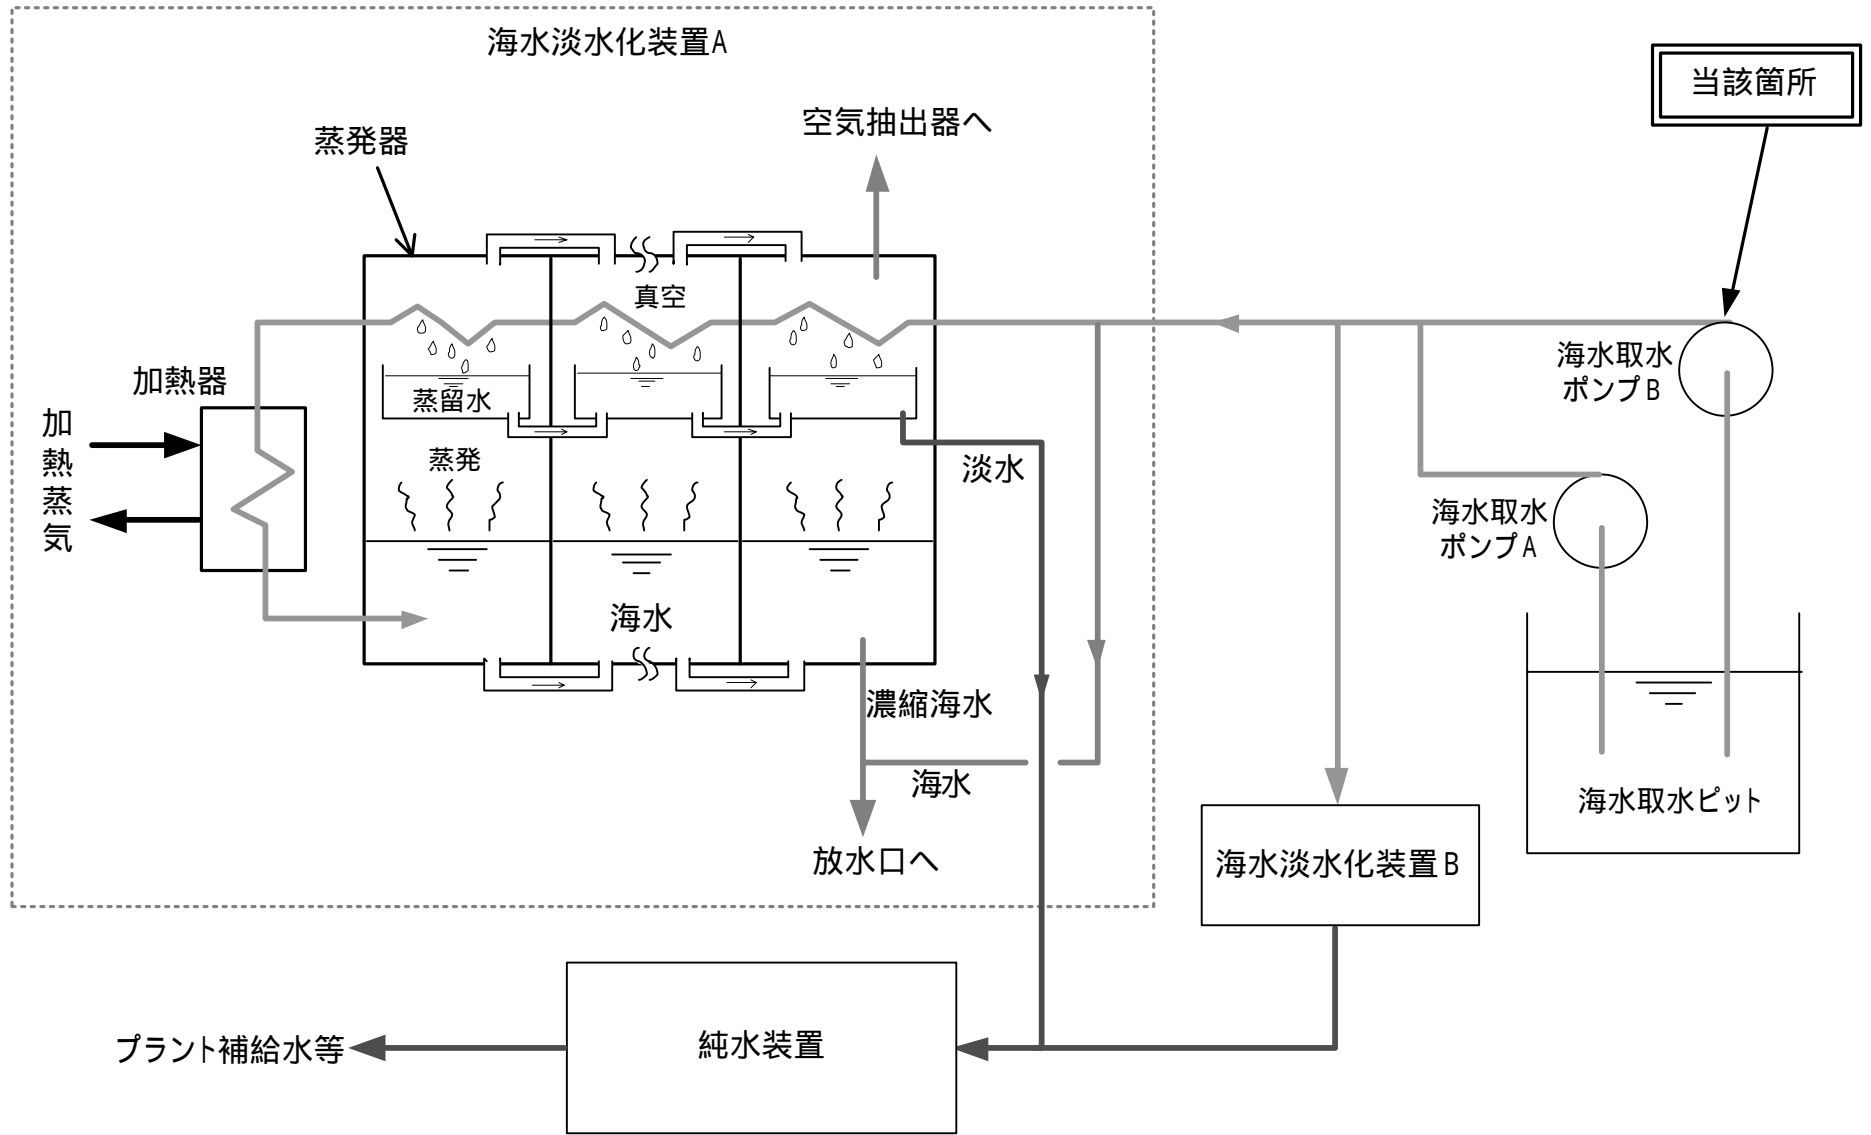 海水淡水化装置A
当該箇所
空気抽出器へ
蒸発器
真空
加熱器
海水取水
ポンプB
蒸留水
加熱蒸気
蒸発
淡水
海水取水
ポンプA
海水
濃縮海水
海水
海水取水ピット
放水口へ
海水淡水化装置B
純水装置
プラント補給水等